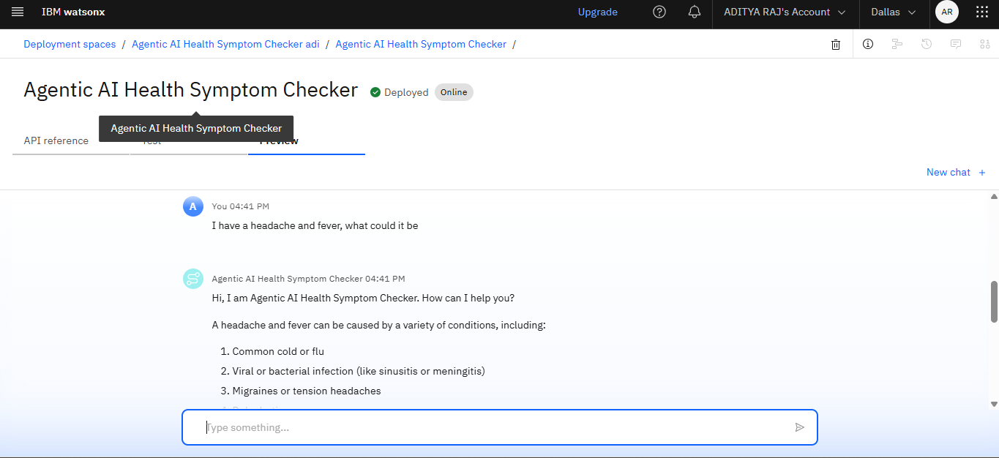 IBM watsonx
Upgrade
ADITYA RAJ's Account
Dallas
AR
Deployment spaces / Agentic AI Health Symptom Checker adi / Agentic AI Health Symptom Checker /
Agentic AI Health Symptom Checker
Deployed
Online
Agentic AI Health Symptom Checker
API reference
Test
Preview
New chat +
A
You 04:41 PM
I have a headache and fever, what could it be
Agentic AI Health Symptom Checker 04:41 PM
Hi, I am Agentic AI Health Symptom Checker. How can I help you?
A headache and fever can be caused by a variety of conditions, including:
1. Common cold or flu
2. Viral or bacterial infection (like sinusitis or meningitis)
3. Migraines or tension headaches
4.
Type something...